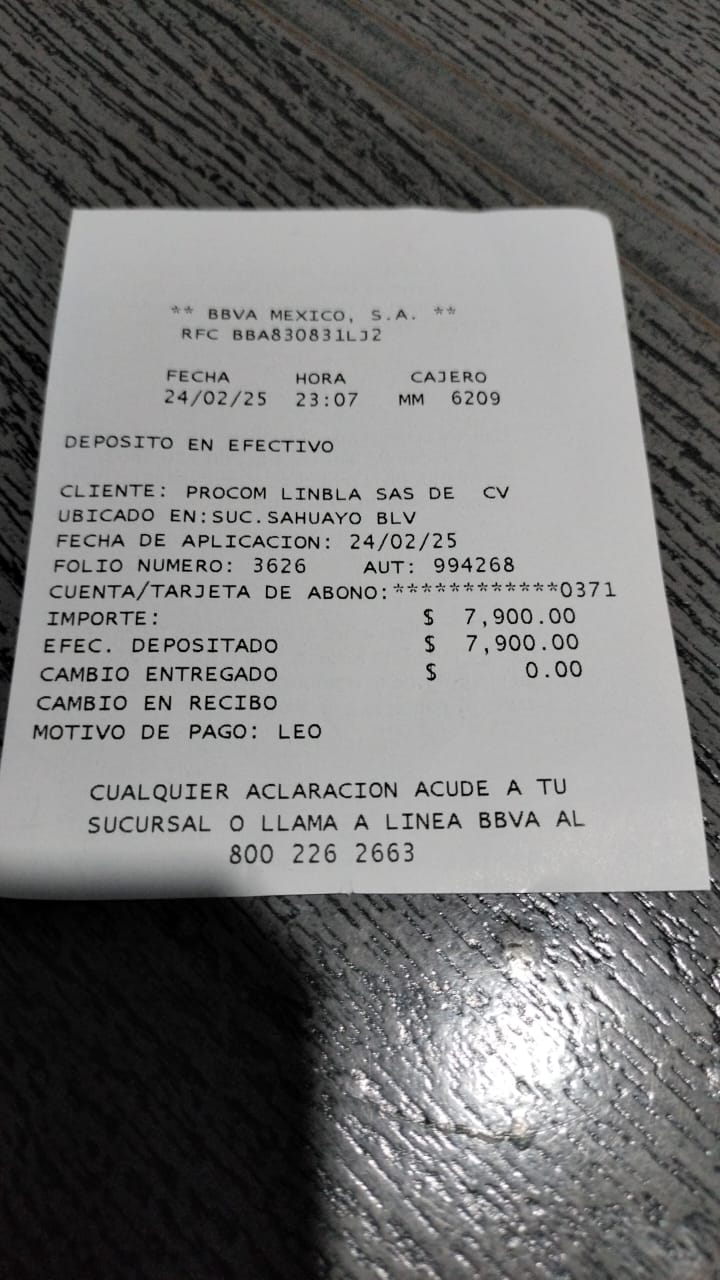 ** BBVA MEXICO, S.A. **
RFC BBA830831LJ2
FECHA HORA CAJERO
24/02/25 23:07 MM 6209
DEPOSITO EN EFECTIVO
CLIENTE: PROCOM LINBLA SAS DE CV
UBICADO EN:SUC.SAHUAYO BLV
FECHA DE APLICACION: 24/02/25
FOLIO NUMERO: 3626 AUT: 994268
CUENTA/TARJETA DE ABONO:************0371
IMPORTE: $ 7,900.00
EFEC. DEPOSITADO $ 7,900.00
CAMBIO ENTREGADO $ 0.00
CAMBIO EN RECIBO
MOTIVO DE PAGO: LEO
CUALQUIER ACLARACION ACUDE A TU
SUCURSAL O LLAMA A LINEA BBVA AL
800 226 2663